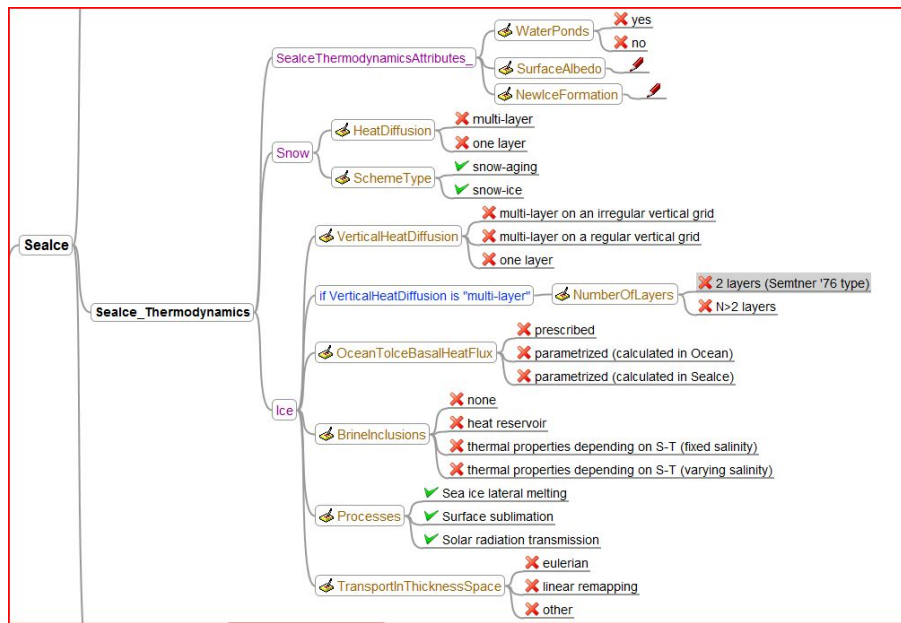 SeaIce
SeaIce_Thermodynamics
SeaIceThermodynamicsAttributes_
WaterPonds
yes
no
SurfaceAlbedo
NewIceFormation
Snow
HeatDiffusion
multi-layer
one layer
SchemeType
snow-aging
snow-ice
Ice
VerticalHeatDiffusion
multi-layer on an irregular vertical grid
multi-layer on a regular vertical grid
one layer
if VerticalHeatDiffusion is "multi-layer"
NumberOfLayers
2 layers (Semtner '76 type)
N>2 layers
OceanToIceBasalHeatFlux
prescribed
parametrized (calculated in Ocean)
parametrized (calculated in SeaIce)
BrineInclusions
none
heat reservoir
thermal properties depending on S-T (fixed salinity)
thermal properties depending on S-T (varying salinity)
Processes
Sea ice lateral melting
Surface sublimation
Solar radiation transmission
TransportInThicknessSpace
eulerian
linear remapping
other